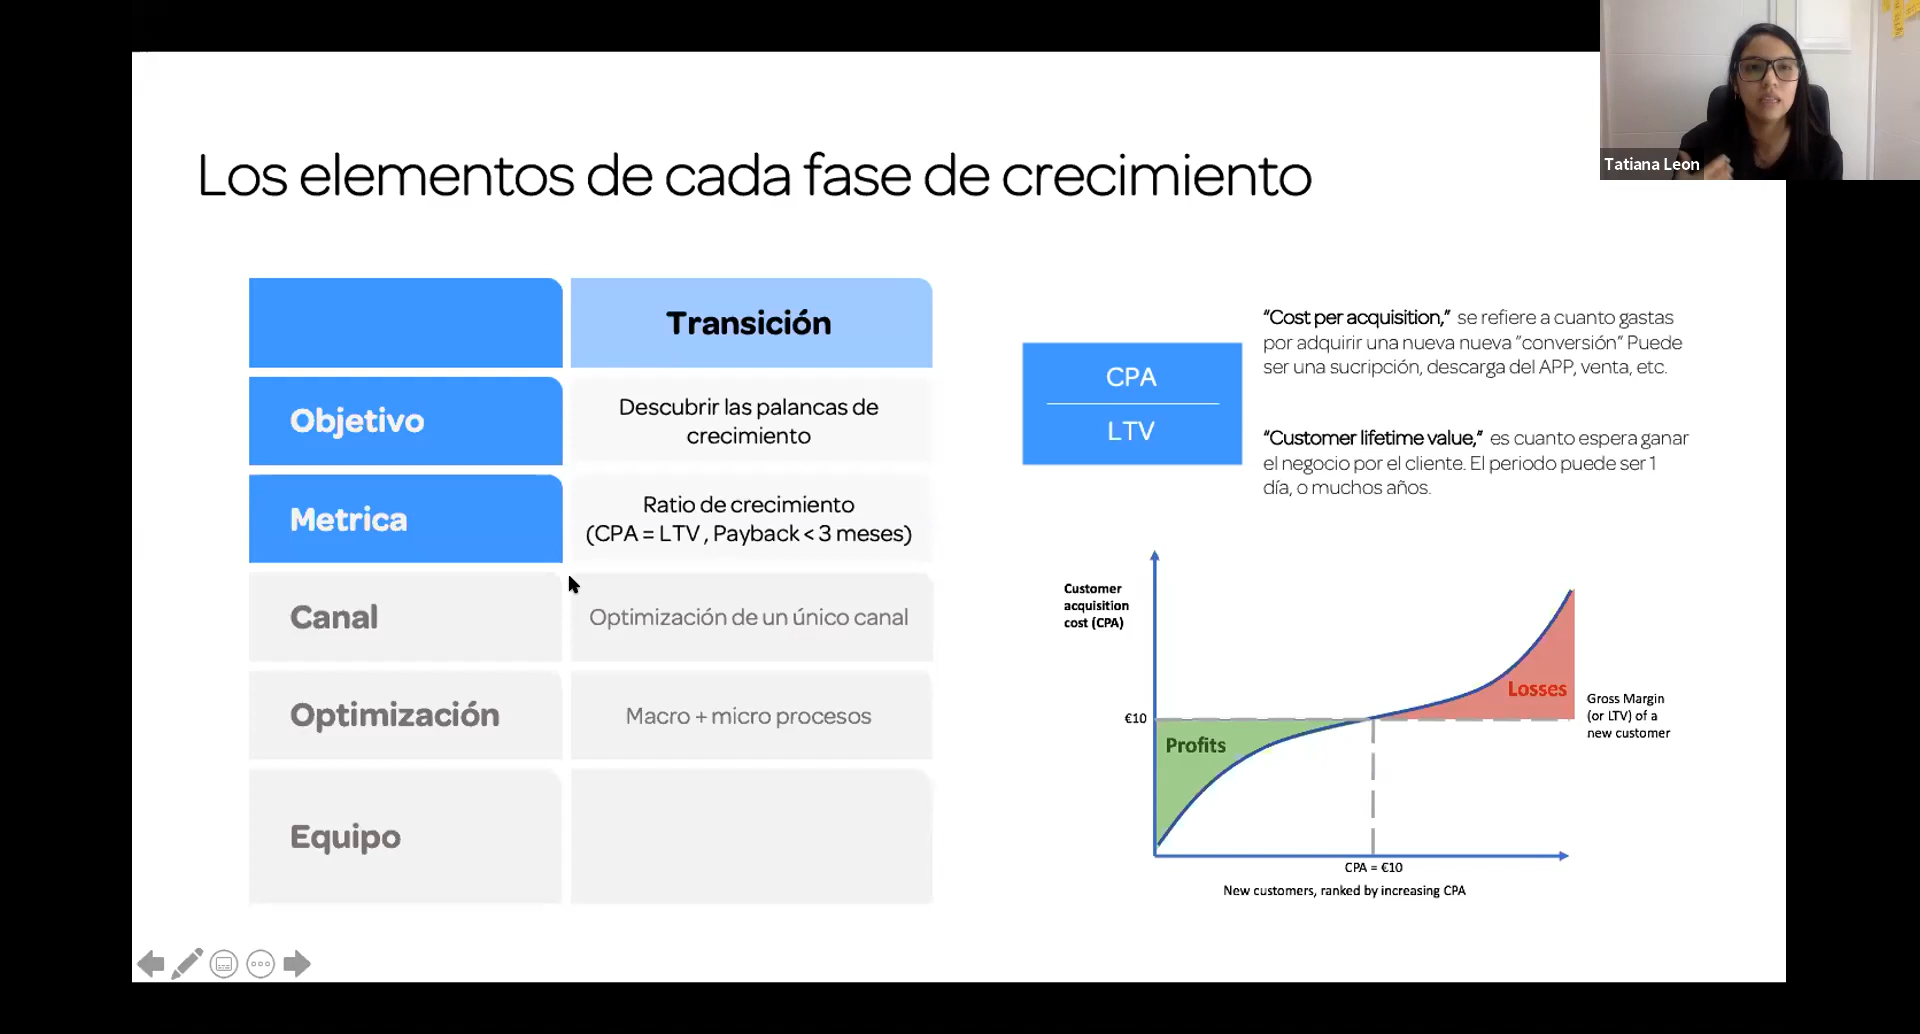 Tatiana Leon
Los elementos de cada fase de crecimiento
Transición
Objetivo
Descubrir las palancas de
crecimiento
Metrica
Ratio de crecimiento
(CPA = LTV , Payback < 3 meses)
Canal
Optimización de un único canal
Optimización
Macro + micro procesos
Equipo
CPA
LTV
“Cost per acquisition,” se refiere a cuanto gastas
por adquirir una nueva nueva “conversión” Puede
ser una sucripción, descarga del APP, venta, etc.
“Customer lifetime value,” es cuanto espera ganar
el negocio por el cliente. El periodo puede ser 1
día, o muchos años.
Customer
acquisition
cost (CPA)
€10
Profits
Losses
Gross Margin
(or LTV) of a
new customer
CPA = €10
New customers, ranked by increasing CPA